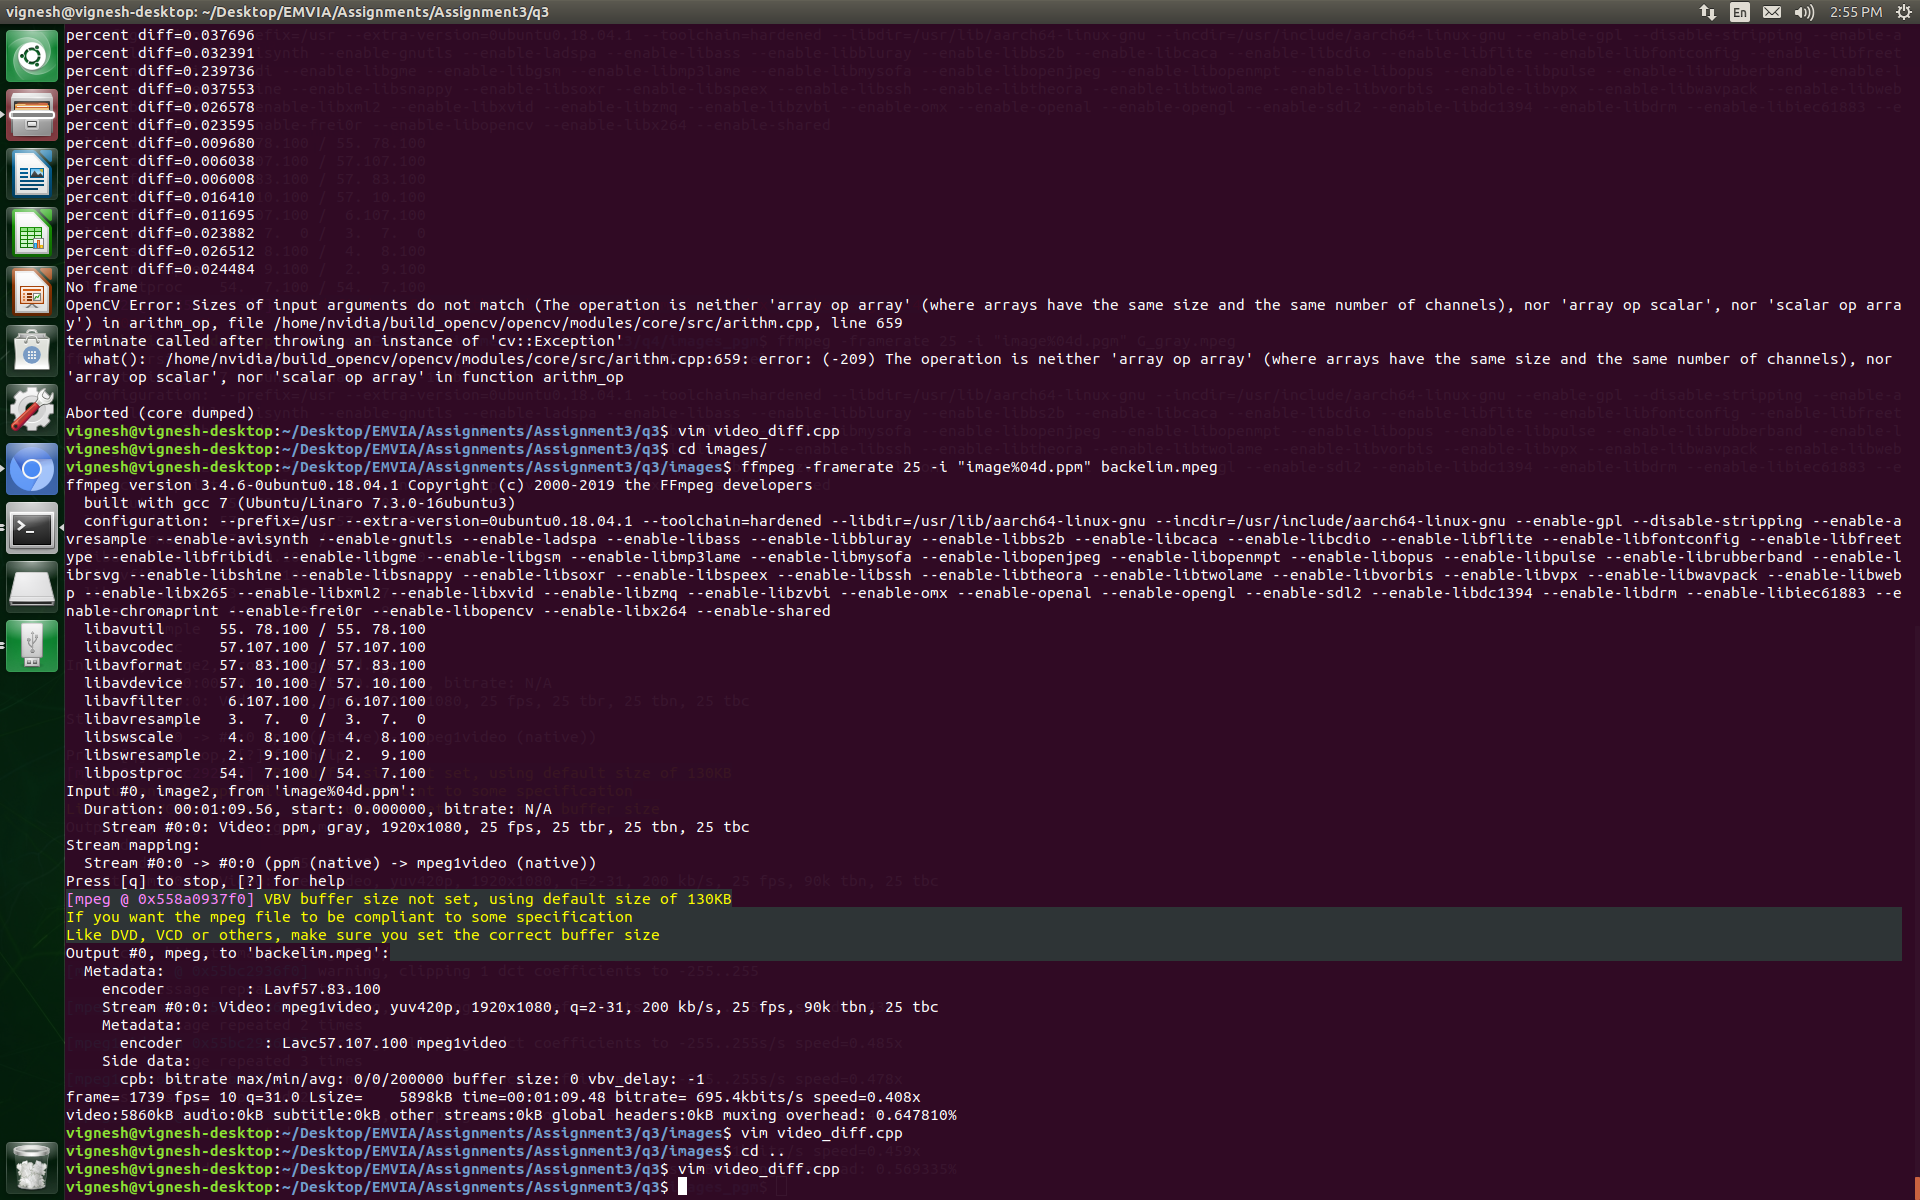 vignesh@vignesh-desktop: ~/Desktop/EMVIA/Assignments/Assignment3/q3
En
2:55 PM
percent diff=0.037696
percent diff=0.032391
percent diff=0.239736
percent diff=0.037553
percent diff=0.026578
percent diff=0.023595
percent diff=0.009680
percent diff=0.006038
percent diff=0.006008
percent diff=0.016410
percent diff=0.011695
percent diff=0.023882
percent diff=0.026512
percent diff=0.024484
No frame
OpenCV Error: Sizes of input arguments do not match (The operation is neither 'array op array' (where arrays have the same size and the same number of channels), nor 'array op scalar', nor 'scalar op arra
y') in arithm_op, file /home/nvidia/build_opencv/opencv/modules/core/src/arithm.cpp, line 659
terminate called after throwing an instance of 'cv::Exception'
  what():  /home/nvidia/build_opencv/opencv/modules/core/src/arithm.cpp:659: error: (-209) The operation is neither 'array op array' (where arrays have the same size and the same number of channels), nor
'array op scalar', nor 'scalar op array' in function arithm_op
Aborted (core dumped)
vignesh@vignesh-desktop:~/Desktop/EMVIA/Assignments/Assignment3/q3$ vim video_diff.cpp
vignesh@vignesh-desktop:~/Desktop/EMVIA/Assignments/Assignment3/q3$ cd images/
vignesh@vignesh-desktop:~/Desktop/EMVIA/Assignments/Assignment3/q3/images$ ffmpeg -framerate 25 -i "image%04d.ppm" backelim.mpeg
ffmpeg version 3.4.6-0ubuntu0.18.04.1 Copyright (c) 2000-2019 the FFmpeg developers
  built with gcc 7 (Ubuntu/Linaro 7.3.0-16ubuntu3)
  configuration: --prefix=/usr --extra-version=0ubuntu0.18.04.1 --toolchain=hardened --libdir=/usr/lib/aarch64-linux-gnu --incdir=/usr/include/aarch64-linux-gnu --enable-gpl --disable-stripping --enable-a
vresample --enable-avisynth --enable-gnutls --enable-ladspa --enable-libass --enable-libbluray --enable-libbs2b --enable-libcaca --enable-libcdio --enable-libflite --enable-libfontconfig --enable-libfreet
ype --enable-libfribidi --enable-libgme --enable-libgsm --enable-libmp3lame --enable-libmysofa --enable-libopenjpeg --enable-libopenmpt --enable-libopus --enable-libpulse --enable-librubberband --enable-l
ibrsvg --enable-libshine --enable-libsnappy --enable-libsoxr --enable-libspeex --enable-libssh --enable-libtheora --enable-libtwolame --enable-libvorbis --enable-libvpx --enable-libwavpack --enable-libweb
p --enable-libx265 --enable-libxml2 --enable-libxvid --enable-libzmq --enable-libzvbi --enable-omx --enable-openal --enable-opengl --enable-sdl2 --enable-libdc1394 --enable-libdrm --enable-libiec61883 --e
nable-chromaprint --enable-frei0r --enable-libopencv --enable-libx264 --enable-shared
  libavutil      55. 78.100 / 55. 78.100
  libavcodec     57.107.100 / 57.107.100
  libavformat    57. 83.100 / 57. 83.100
  libavdevice    57. 10.100 / 57. 10.100
  libavfilter     6.107.100 /  6.107.100
  libavresample   3.  7.  0 /  3.  7.  0
  libswscale      4.  8.100 /  4.  8.100
  libswresample   2.  9.100 /  2.  9.100
  libpostproc    54.  7.100 / 54.  7.100
Input #0, image2, from 'image%04d.ppm':
  Duration: 00:01:09.56, start: 0.000000, bitrate: N/A
    Stream #0:0: Video: ppm, gray, 1920x1080, 25 fps, 25 tbr, 25 tbn, 25 tbc
Stream mapping:
  Stream #0:0 -> #0:0 (ppm (native) -> mpeg1video (native))
Press [q] to stop, [?] for help
[mpeg @ 0x558a0937f0] VBV buffer size not set, using default size of 130KB
If you want the mpeg file to be compliant to some specification
Like DVD, VCD or others, make sure you set the correct buffer size
Output #0, mpeg, to 'backelim.mpeg':
  Metadata:
    encoder         : Lavf57.83.100
    Stream #0:0: Video: mpeg1video, yuv420p, 1920x1080, q=2-31, 200 kb/s, 25 fps, 90k tbn, 25 tbc
    Metadata:
      encoder         : Lavc57.107.100 mpeg1video
    Side data:
      cpb: bitrate max/min/avg: 0/0/200000 buffer size: 0 vbv_delay: -1
frame= 1739 fps= 10 q=31.0 Lsize=    5898kB time=00:01:09.48 bitrate= 695.4kbits/s speed=0.408x
video:5860kB audio:0kB subtitle:0kB other streams:0kB global headers:0kB muxing overhead: 0.647810%
vignesh@vignesh-desktop:~/Desktop/EMVIA/Assignments/Assignment3/q3/images$ vim video_diff.cpp
vignesh@vignesh-desktop:~/Desktop/EMVIA/Assignments/Assignment3/q3/images$ cd ..
vignesh@vignesh-desktop:~/Desktop/EMVIA/Assignments/Assignment3/q3$ vim video_diff.cpp
vignesh@vignesh-desktop:~/Desktop/EMVIA/Assignments/Assignment3/q3$